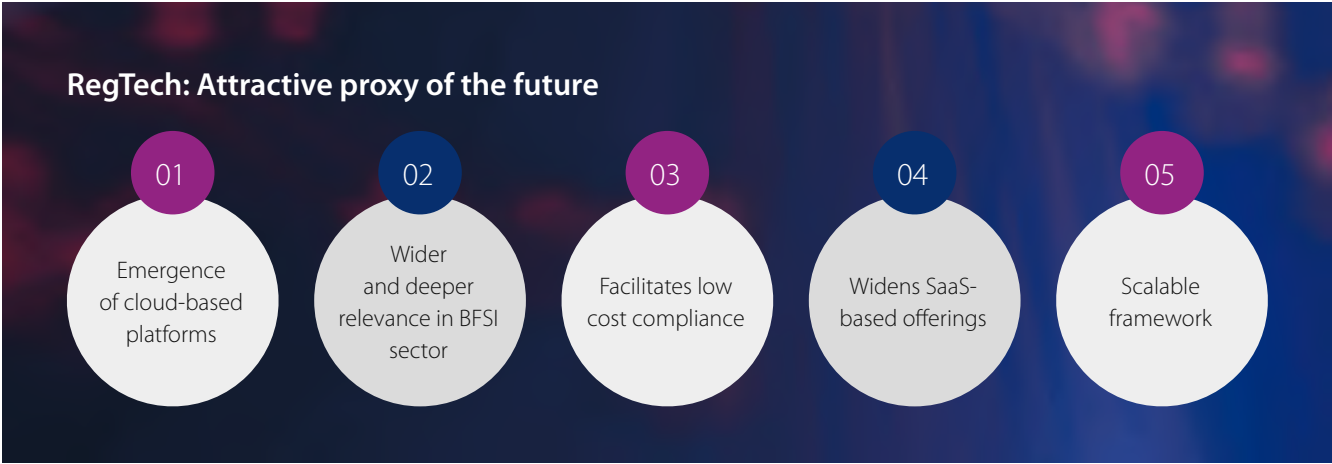 RegTech: Attractive proxy of the future
01
Emergence
of cloud-based
platforms
02
Wider
and deeper
relevance in BFSI
sector
03
Facilitates low
cost compliance
04
Widens SaaS-
based offerings
05
Scalable
framework